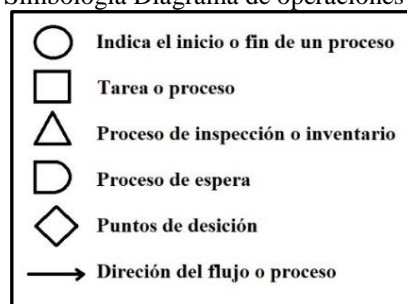 Simbología Diagrama de operaciones
Indica el inicio o fin de un proceso
Tarea o proceso
Proceso de inspección o inventario
Proceso de espera
Puntos de desición
Direción del flujo o proceso